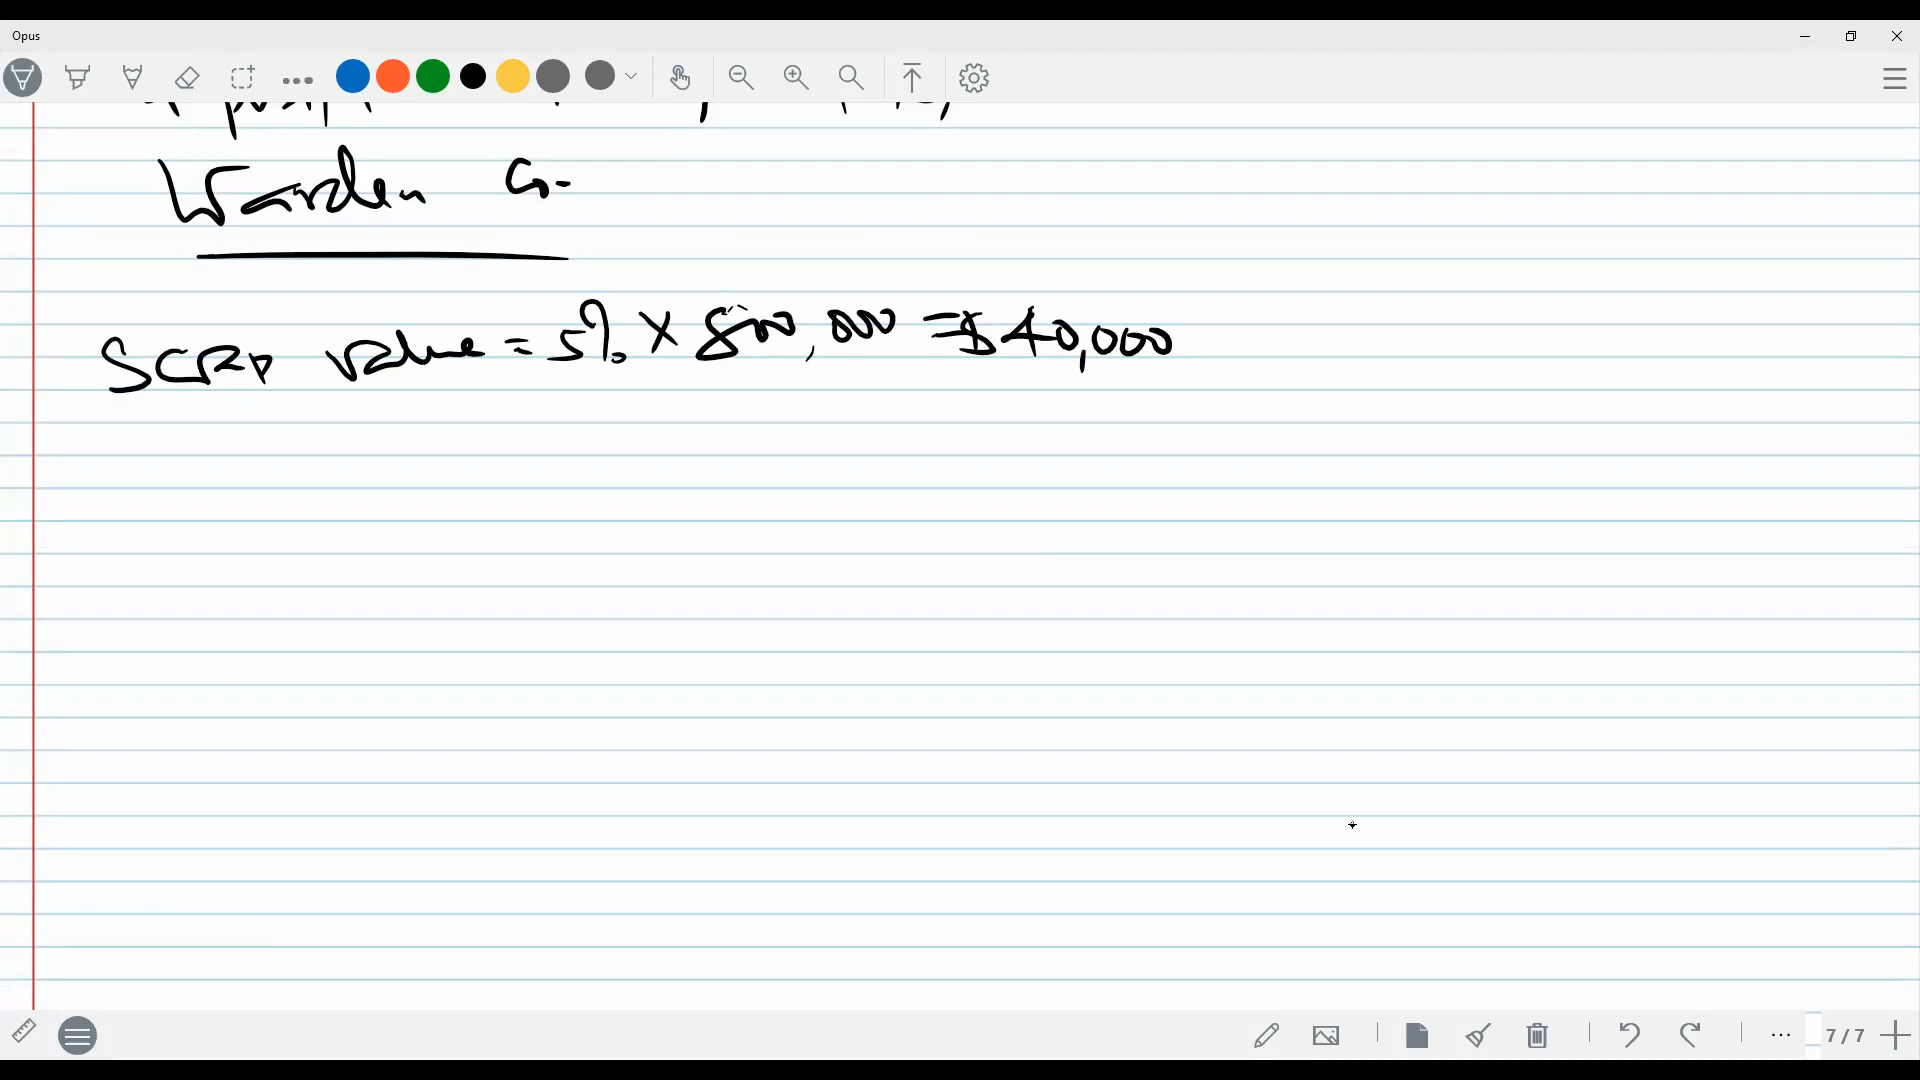 Opus
Warden Co-
SCRAP value = 5% X 800,000 = $40,000
7 / 7